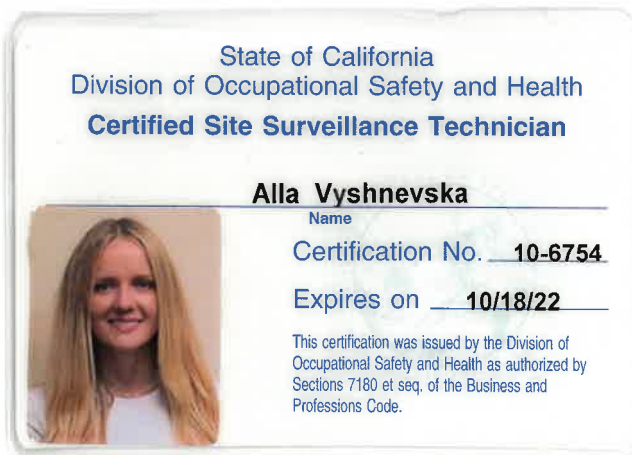 State of California
Division of Occupational Safety and Health
Certified Site Surveillance Technician
Alla Vyshnevska
Name
Certification No. 10-6754
Expires on 10/18/22
This certification was issued by the Division of
Occupational Safety and Health as authorized by
Sections 7180 et seq. of the Business and
Professions Code.